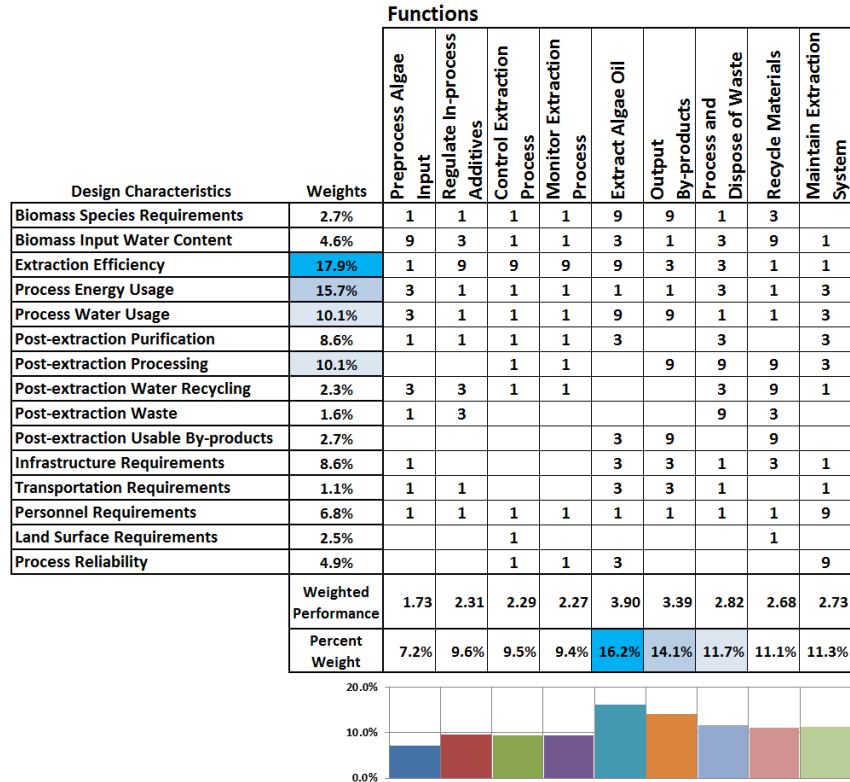 Functions
Preprocess Algae
Input
Regulate In-process
Additives
Control Extraction
Process
Monitor Extraction
Process
Extract Algae Oil
Output
By-products
Process and
Dispose of Waste
Recycle Materials
Maintain Extraction
System
Design Characteristics Weights
Biomass Species Requirements 2.7% 1 1 1 1 9 9 1 3
Biomass Input Water Content 4.6% 9 3 1 1 3 1 3 9 1
Extraction Efficiency 17.9% 1 9 9 9 9 3 3 1 1
Process Energy Usage 15.7% 3 1 1 1 1 1 3 1 3
Process Water Usage 10.1% 3 1 1 1 9 9 1 1 3
Post-extraction Purification 8.6% 1 1 1 1 3 3 3
Post-extraction Processing 10.1% 1 1 9 9 9 3
Post-extraction Water Recycling 2.3% 3 3 1 1 3 9 1
Post-extraction Waste 1.6% 1 3 9 3
Post-extraction Usable By-products 2.7% 3 9 9
Infrastructure Requirements 8.6% 1 3 3 1 3 1
Transportation Requirements 1.1% 1 1 3 3 1 1
Personnel Requirements 6.8% 1 1 1 1 1 1 1 1 9
Land Surface Requirements 2.5% 1 1
Process Reliability 4.9% 1 1 3 9
Weighted
Performance 1.73 2.31 2.29 2.27 3.90 3.39 2.82 2.68 2.73
Percent
Weight 7.2% 9.6% 9.5% 9.4% 16.2% 14.1% 11.7% 11.1% 11.3%
20.0%
10.0%
0.0%